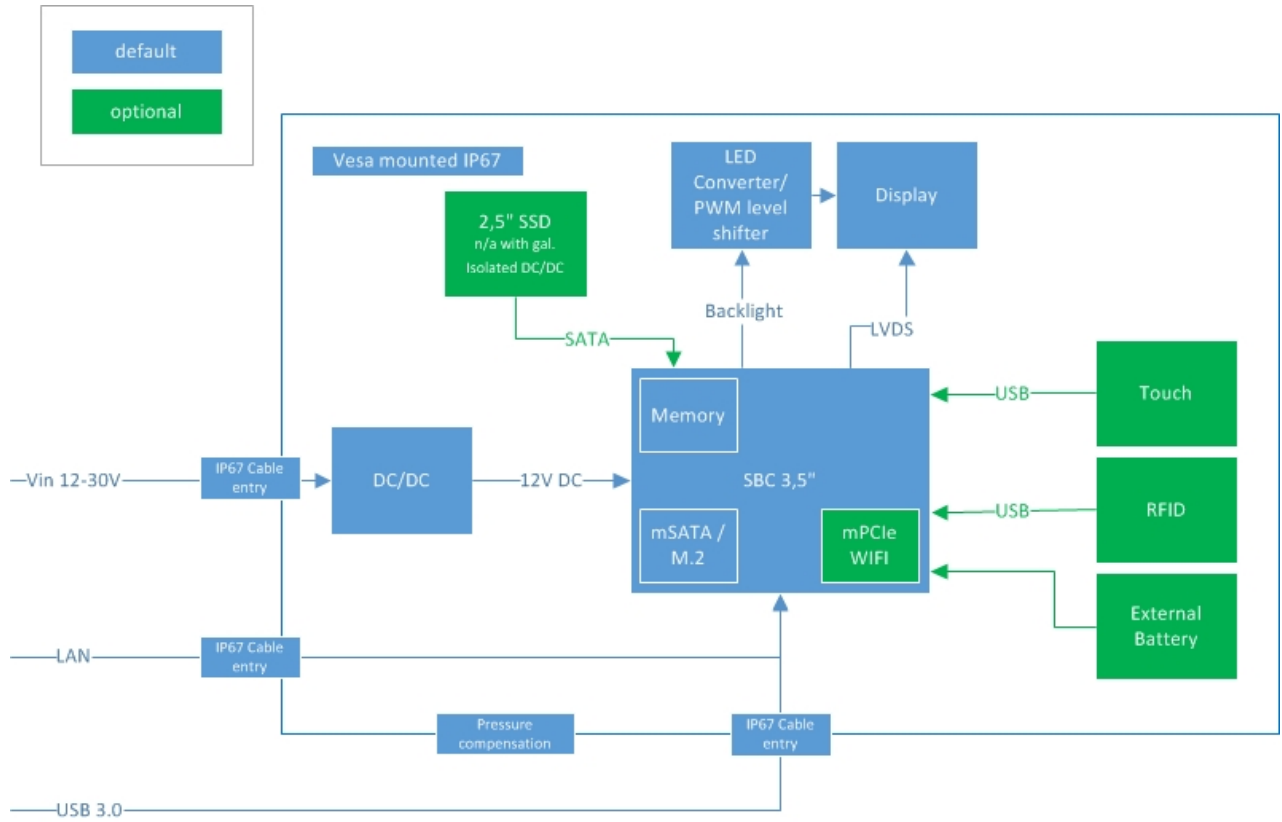 default
optional
Vesa mounted IP67
LED
Converter/
PWM level
shifter
Display
2,5" SSD
n/a with gal.
Isolated DC/DC
Backlight
LVDS
SATA
Memory
USB
Touch
Vin 12-30V
IP67 Cable
entry
DC/DC
12V DC
SBC 3,5"
USB
RFID
mSATA /
M.2
mPCIe
WIFI
External
Battery
LAN
IP67 Cable
entry
Pressure
compensation
IP67 Cable
entry
USB 3.0